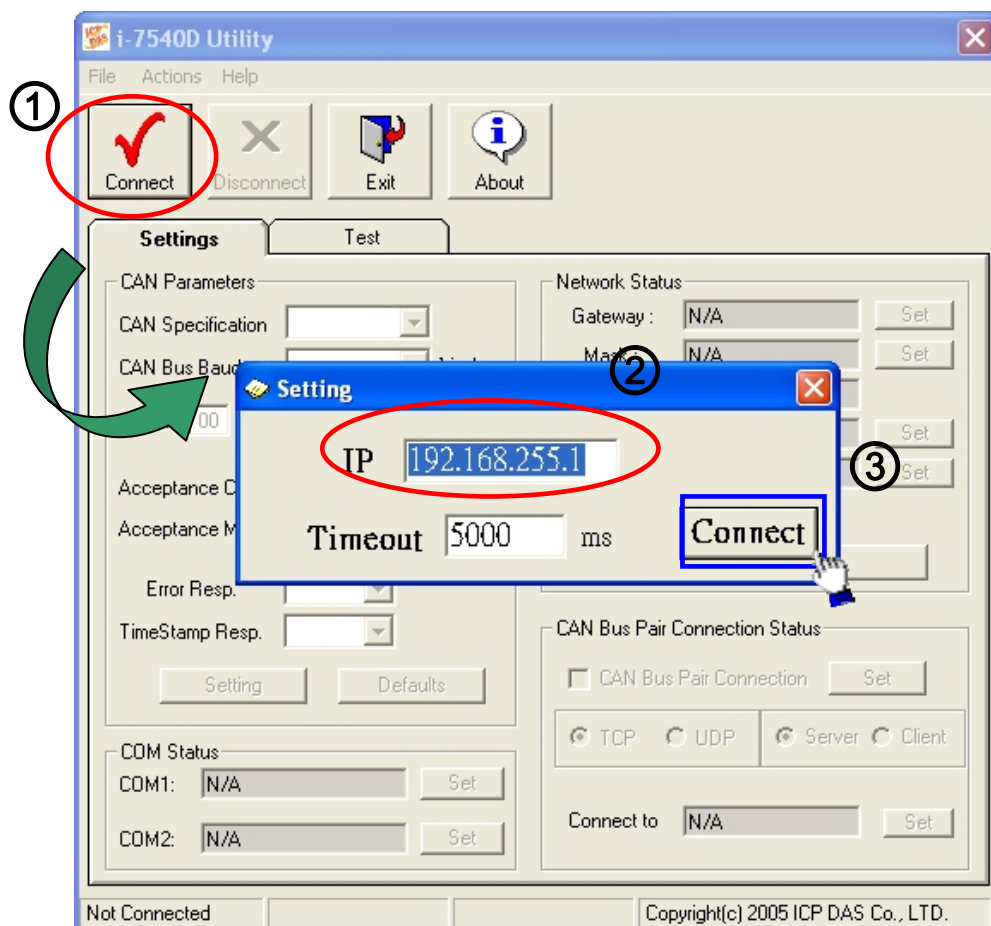 i-7540D Utility
File Actions Help
①
Connect Disconnect Exit About
Settings Test
CAN Parameters
CAN Specification
CAN Bus Baud
00
Acceptance C
Acceptance M
Error Resp.
TimeStamp Resp.
Setting Defaults
COM Status
COM1: N/A Set
COM2: N/A Set
Network Status
Gateway : N/A Set
Mask : N/A Set
Set
Set
②
Setting
IP 192.168.255.1
Timeout 5000 ms Connect
③
CAN Bus Pair Connection Status
CAN Bus Pair Connection Set
TCP UDP Server Client
Connect to N/A Set
Not Connected
Copyright(c) 2005 ICP DAS Co., LTD.